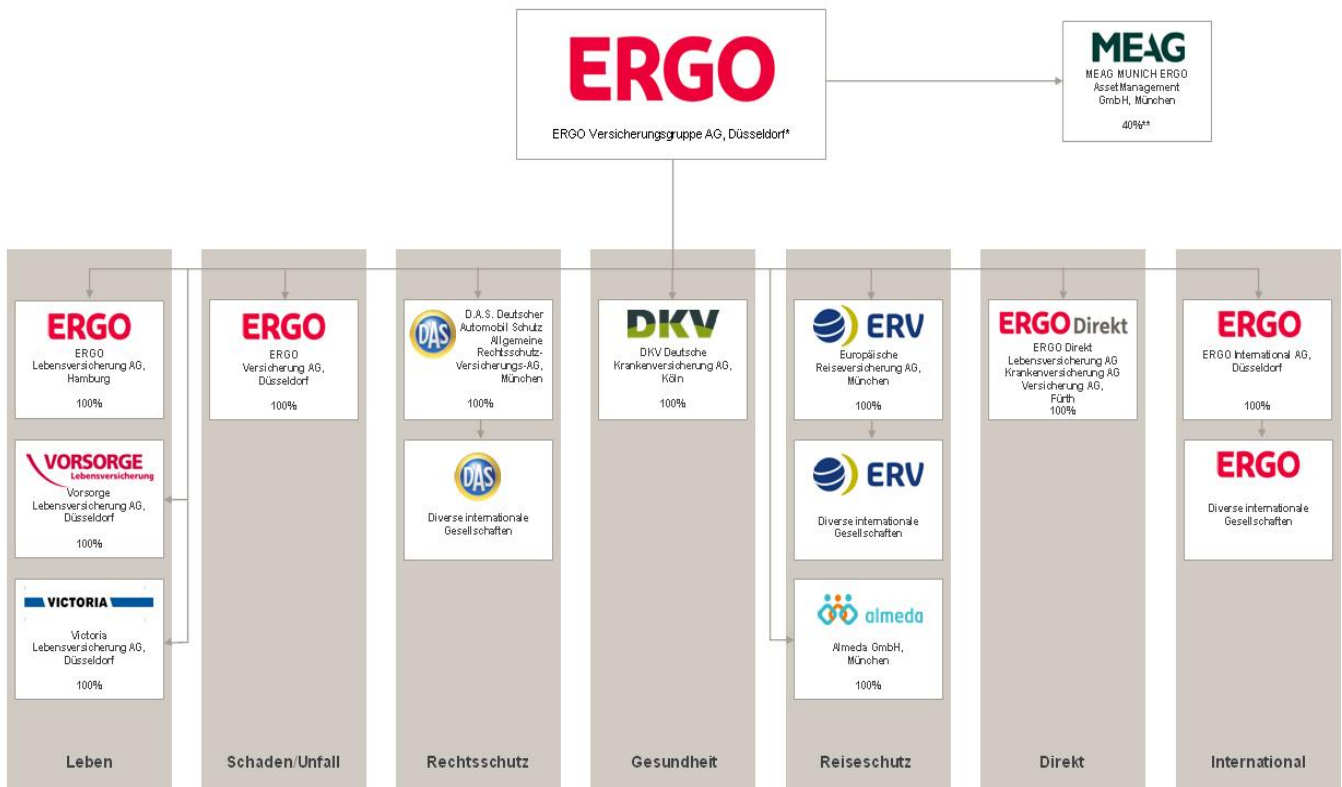 ERGO
ERGO Versicherungsgruppe AG, Düsseldorf*
MEAG
MEAG MUNICH ERGO
AssetManagement
GmbH, München
40%**
ERGO
ERGO
Lebensversicherung AG,
Hamburg
100%
VORSORGE
Lebensversicherung
Vorsorge
Lebensversicherung AG,
Düsseldorf
100%
VICTORIA
Victoria
Lebensversicherung AG,
Düsseldorf
100%
Leben
ERGO
ERGO
Versicherung AG,
Düsseldorf
100%
Schaden/Unfall
DAS
D.A.S. Deutscher
Automobil Schutz
Allgemeine
Rechtsschutz-
Versicherungs-AG,
München
100%
DAS
Diverse internationale
Gesellschaften
Rechtsschutz
DKV
DKV Deutsche
Krankenversicherung AG,
Köln
100%
Gesundheit
ERV
Europäische
Reiseversicherung AG,
München
100%
ERV
Diverse internationale
Gesellschaften
almeda
Almeda GmbH,
München
100%
Reiseschutz
ERGO Direkt
ERGO Direkt
Lebensversicherung AG
Krankenversicherung AG
Versicherung AG,
Fürth
100%
Direkt
ERGO
ERGO International AG,
Düsseldorf
100%
ERGO
Diverse internationale
Gesellschaften
International